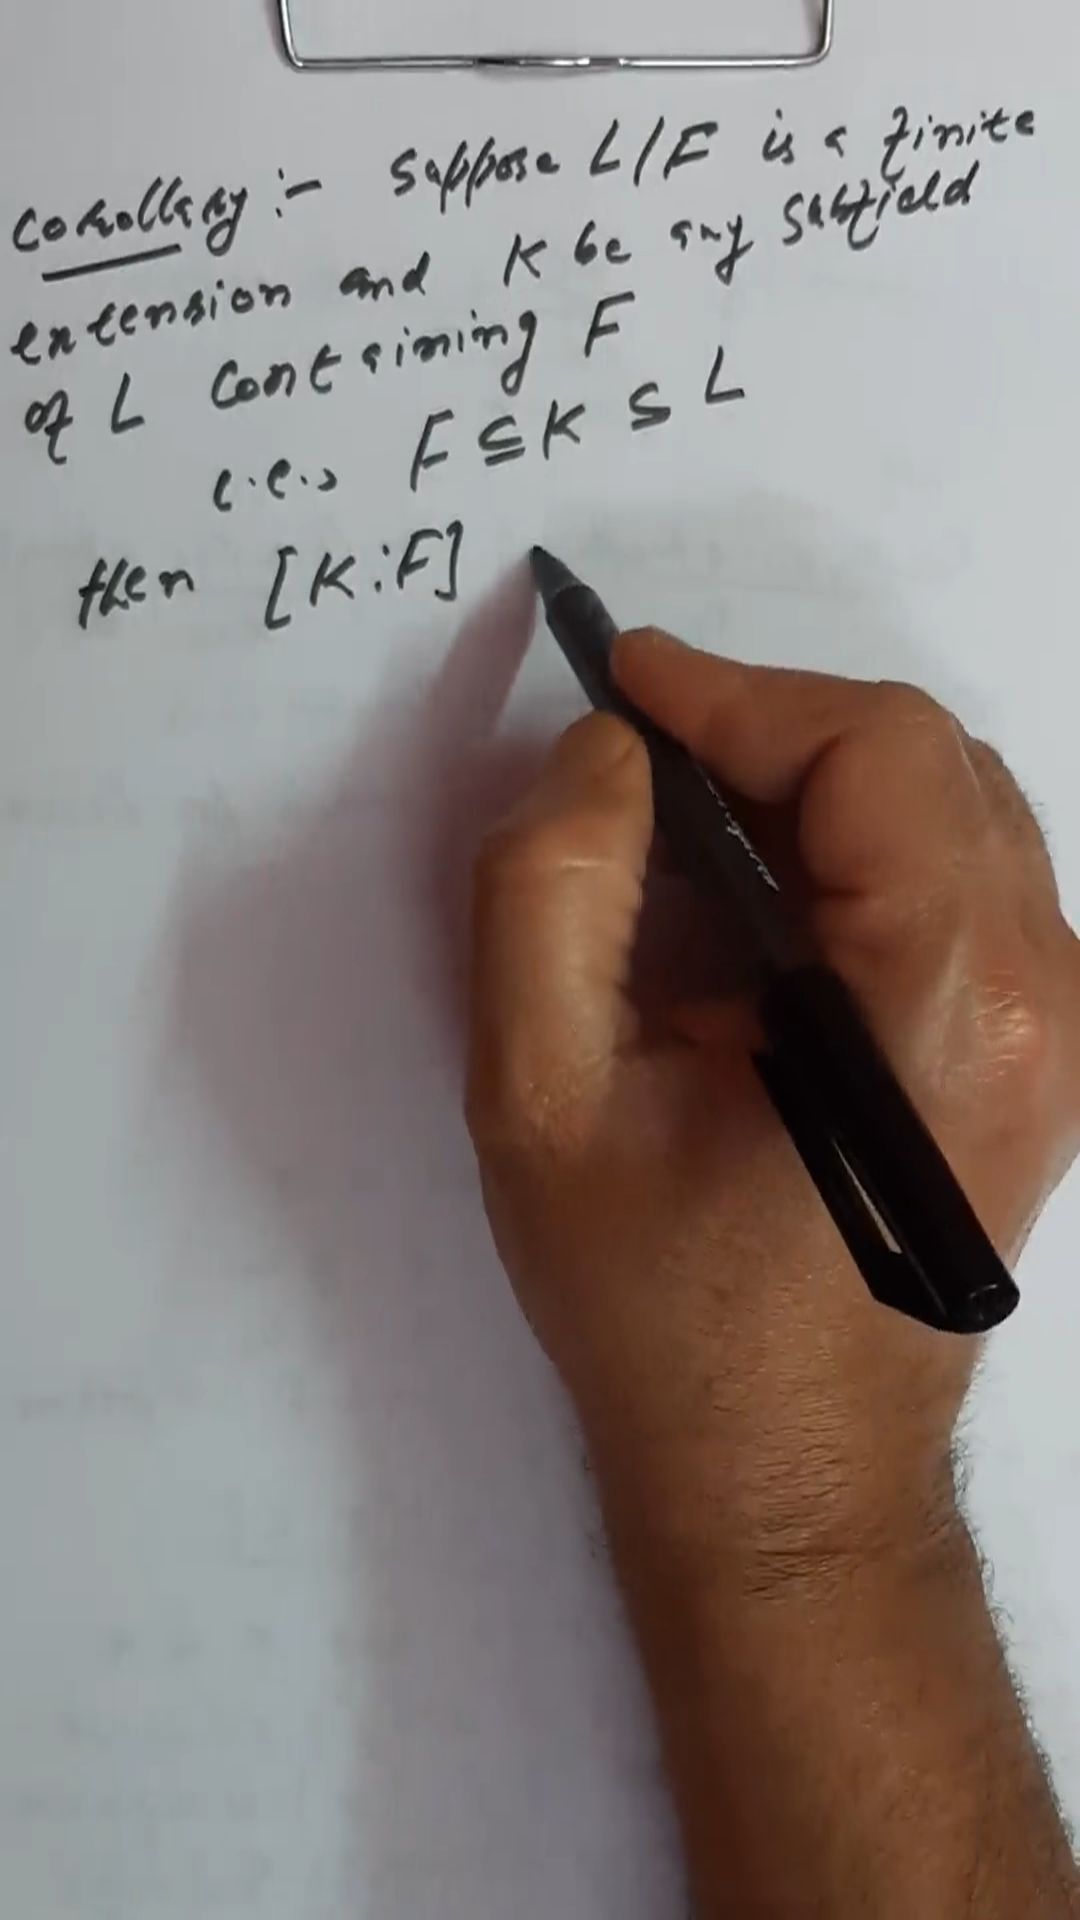 Corollary :- Suppose L/F is a finite
extension and K be any subfield
of L containing F
i.e., F ⊆ K ⊆ L
then [K:F]